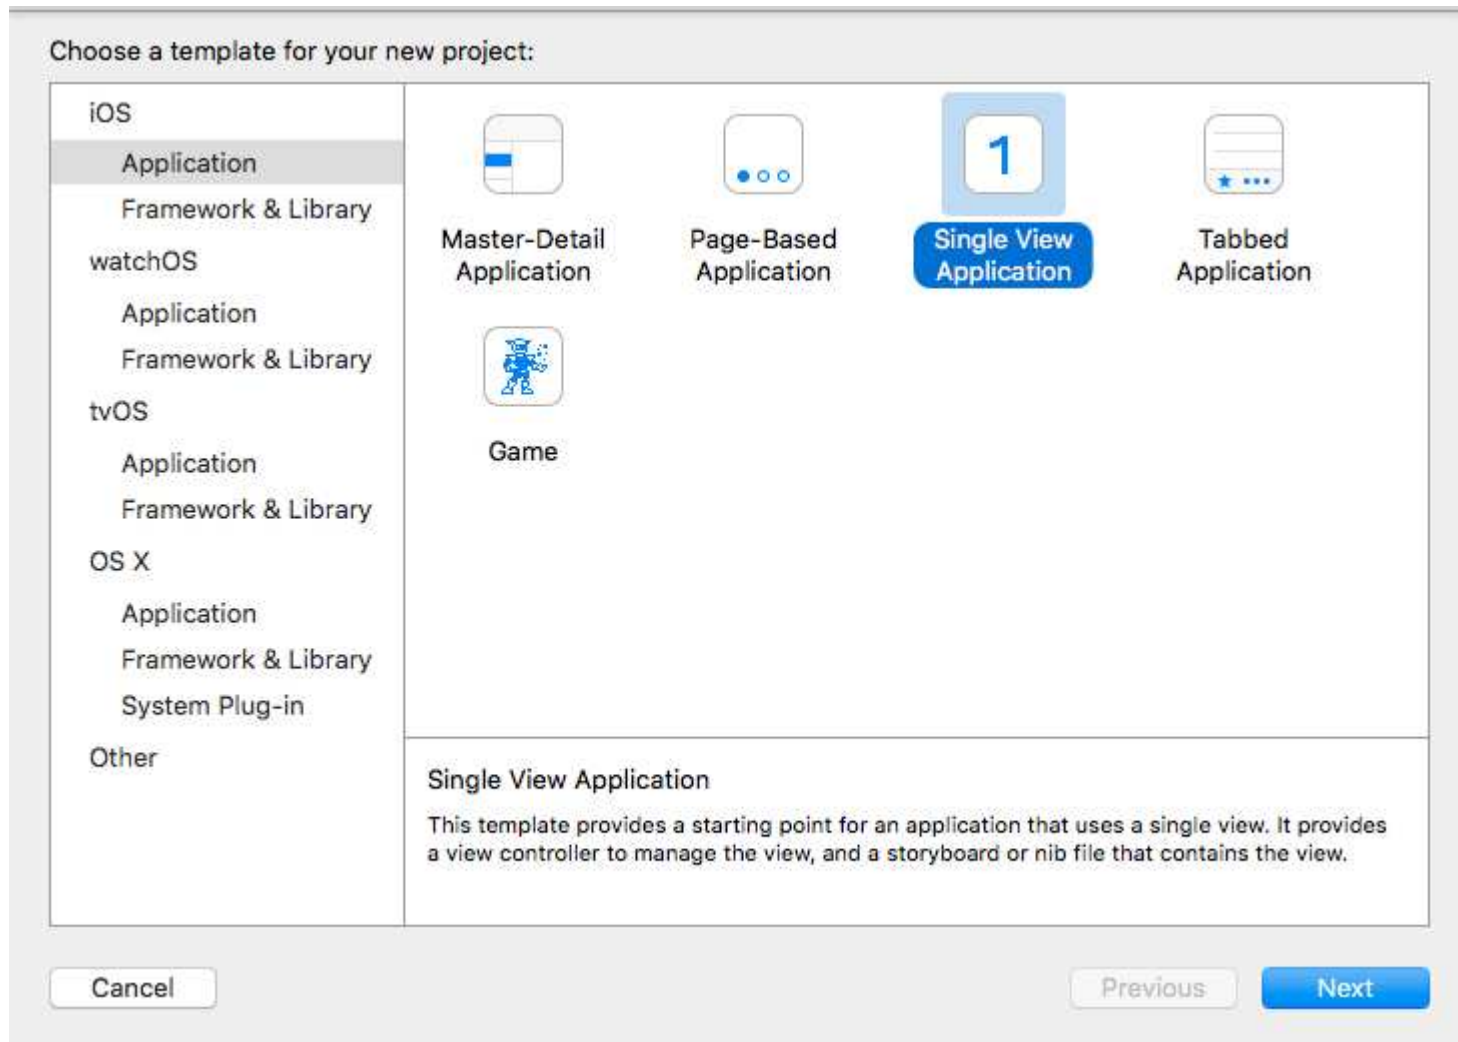 Choose a template for your new project:
iOS
Application
Framework & Library
watchOS
Application
Framework & Library
tvOS
Application
Framework & Library
OS X
Application
Framework & Library
System Plug-in
Other
Master-Detail
Application
Page-Based
Application
1
Single View
Application
Tabbed
Application
Game
Single View Application
This template provides a starting point for an application that uses a single view. It provides
a view controller to manage the view, and a storyboard or nib file that contains the view.
Cancel
Previous
Next